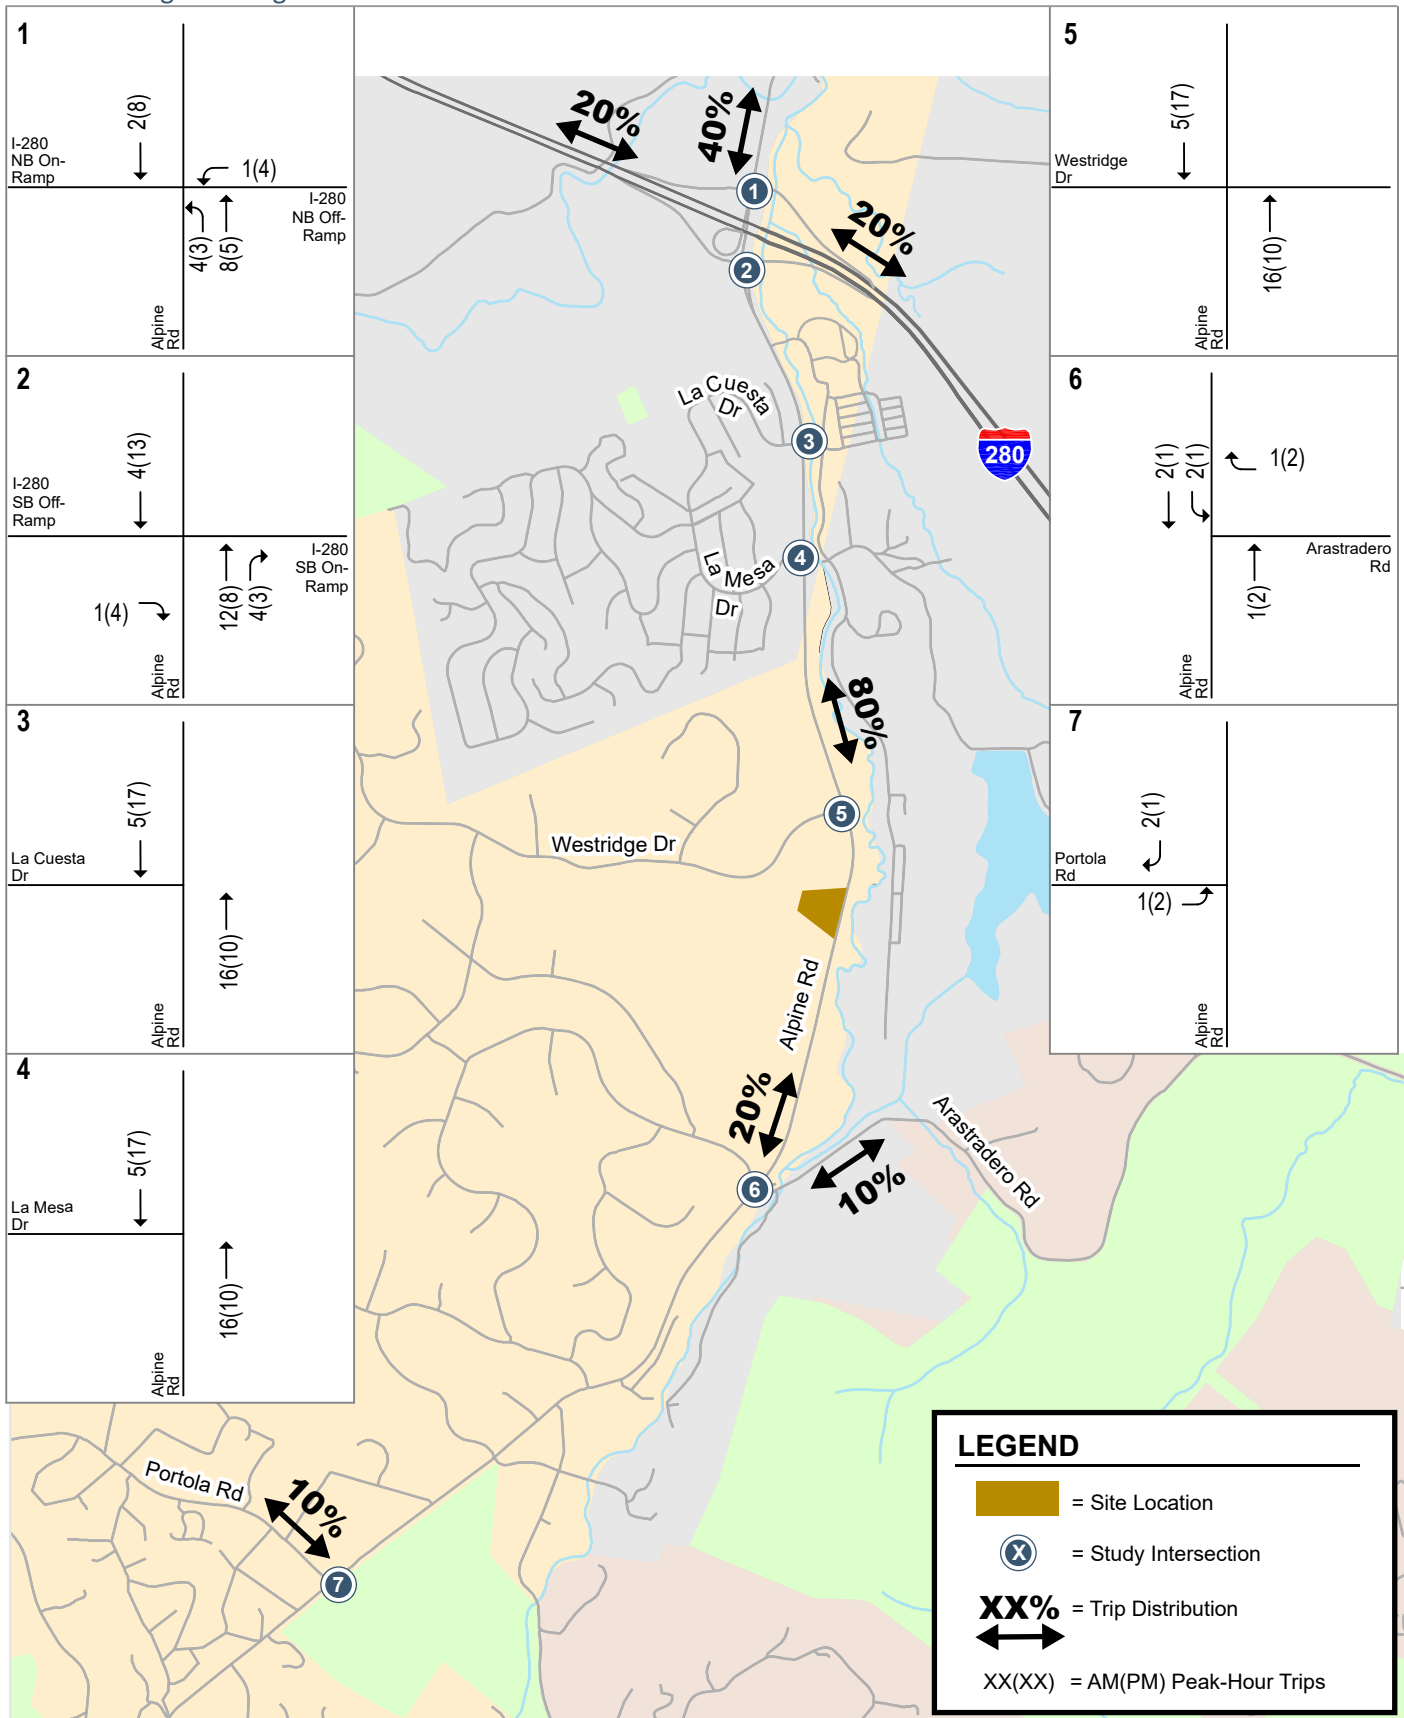 1
2(8)
I-280
NB On-
Ramp
1(4)
I-280
NB Off-
Ramp
4(3)
8(5)
Alpine
Rd
2
4(13)
I-280
SB Off-
Ramp
I-280
SB On-
Ramp
1(4)
12(8)
4(3)
Alpine
Rd
3
5(17)
La Cuesta
Dr
16(10)
Alpine
Rd
4
5(17)
La Mesa
Dr
16(10)
Alpine
Rd
5
5(17)
Westridge
Dr
16(10)
Alpine
Rd
6
2(1)
2(1)
1(2)
Arastradero
Rd
1(2)
Alpine
Rd
7
2(1)
Portola
Rd
1(2)
Alpine
Rd
20%
40%
1
20%
2
La Cuesta
Dr
3
280
4
La Mesa
Dr
80%
5
Westridge Dr
Alpine Rd
20%
Arastradero Rd
6
10%
Portola Rd
10%
7
LEGEND
= Site Location
X = Study Intersection
XX% = Trip Distribution
XX(XX) = AM(PM) Peak-Hour Trips